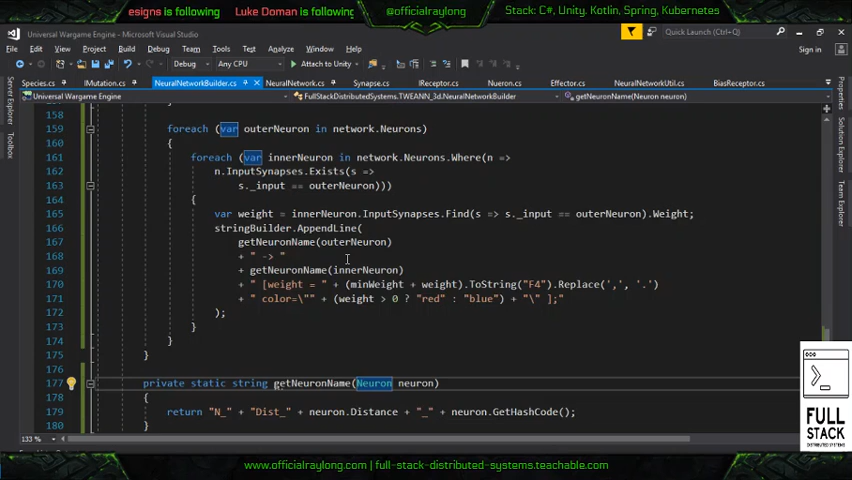 esigns is following
Luke Doman is following
@officialraylong
Stack: C#, Unity, Kotlin, Spring, Kubernetes
Universal Wargame Engine - Microsoft Visual Studio
Quick Launch (Ctrl+Q)
File Edit View Project Build Debug Team Tools Test Analyze Window Help
Sign in
Debug Any CPU Attach to Unity
Species.cs IMutation.cs NeuralNetworkBuilder.cs NeuralNetwork.cs Synapse.cs IReceptor.cs Nueron.cs Effector.cs NeuralNetworkUtil.cs BiasReceptor.cs
Universal Wargame Engine FullStackDistributedSystems.TWEANN_3d.NeuralNetworkBuilder getNeuronName(Neuron neuron)
Server Explorer
Toolbox
Properties
158
159 foreach (var outerNeuron in network.Neurons)
160 {
161 foreach (var innerNeuron in network.Neurons.Where(n =>
162 n.InputSynapses.Exists(s =>
163 s._input == outerNeuron)))
164 {
165 var weight = innerNeuron.InputSynapses.Find(s => s._input == outerNeuron).Weight;
166 stringBuilder.AppendLine(
167 getNeuronName(outerNeuron)
168 + " -> "
169 + getNeuronName(innerNeuron)
170 + " [weight = " + (minWeight + weight).ToString("F4").Replace(',', '.')
171 + " color=\"" + (weight > 0 ? "red" : "blue") + "\" ];"
172 );
173 }
174 }
175 }
176
177 private static string getNeuronName(Neuron neuron)
178 {
179 return "N_" + "Dist_" + neuron.Distance + "_" + neuron.GetHashCode();
180 }
133 %
FULL
STACK
DISTRIBUTED SYSTEMS
www.officialraylong.com | full-stack-distributed-systems.teachable.com